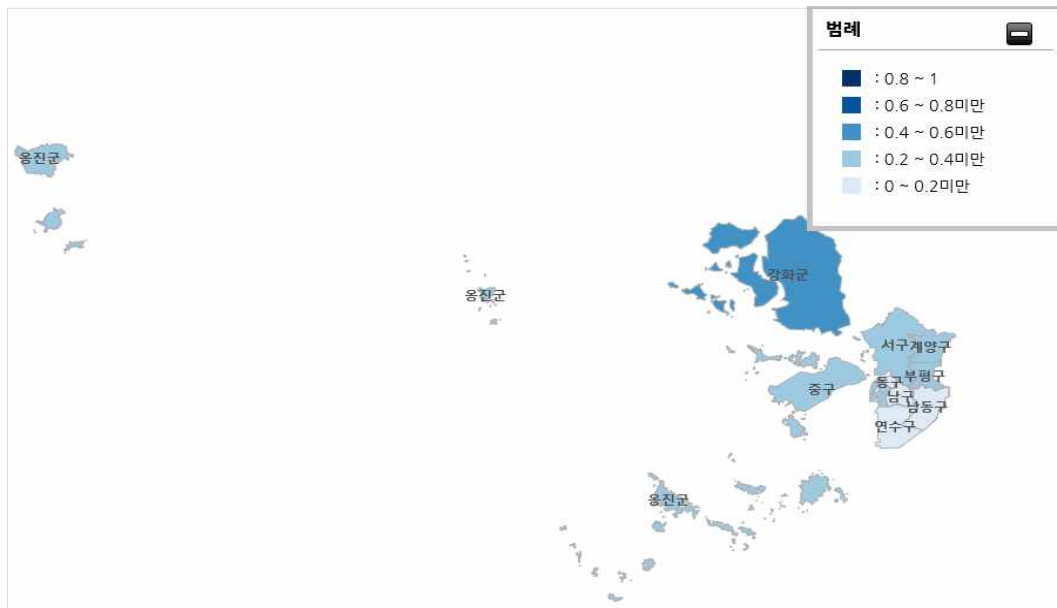 범례
: 0.8 ~ 1
: 0.6 ~ 0.8미만
: 0.4 ~ 0.6미만
: 0.2 ~ 0.4미만
: 0 ~ 0.2미만
옹진군
강화군
옹진군
서구
계양구
부평구
동구
중구
남구
남동구
연수구
옹진군